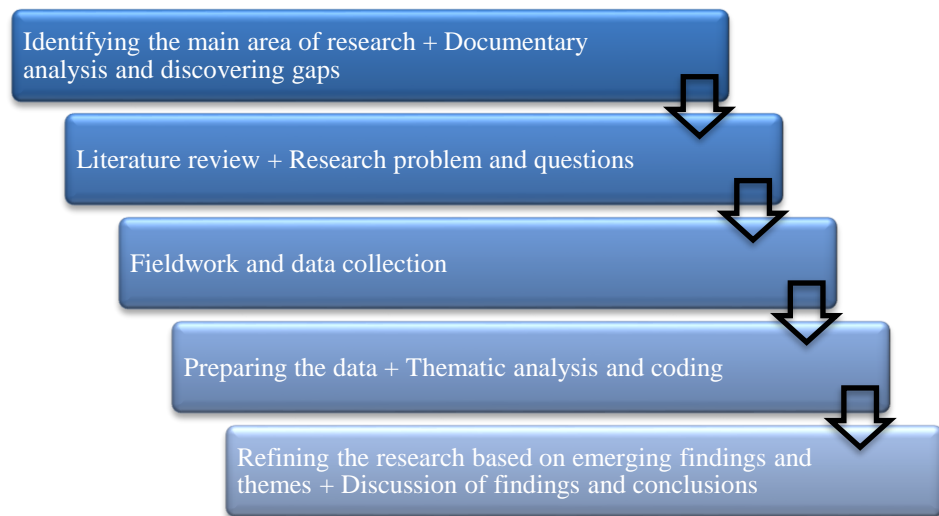 Identifying the main area of research + Documentary
analysis and discovering gaps
Literature review + Research problem and questions
Fieldwork and data collection
Preparing the data + Thematic analysis and coding
Refining the research based on emerging findings and
themes + Discussion of findings and conclusions